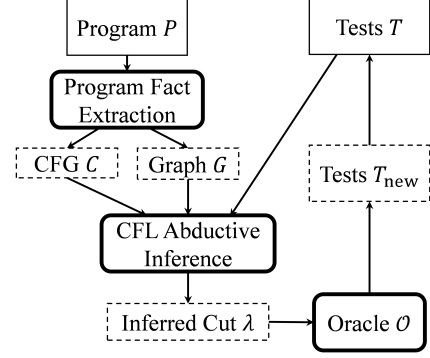 Program P
Tests T
Program Fact
Extraction
CFG C
Graph G
Tests T_new
CFL Abductive
Inference
Inferred Cut λ
Oracle 𝒪